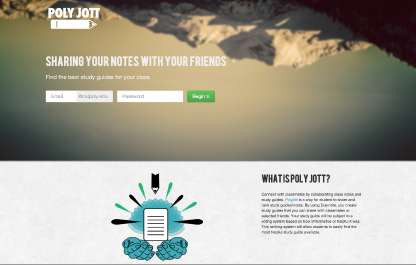 POLY JOTT
SHARING YOUR NOTES WITH YOUR FRIENDS
Find the best study guides for your class
Email @calpoly.edu Password Begin »
WHAT IS POLY JOTT?
Connect with classmates by collaborating class notes and
study guides. Polyjott is a way for student to share and
rank study guides/notes. By using Evernote, you create
study guides that you can share with classmates or
selected friends. Your study guide will be subject to a
voting system based on how informative or helpful it was.
This ranking system will allow students to easily find the
most helpful study guide available.